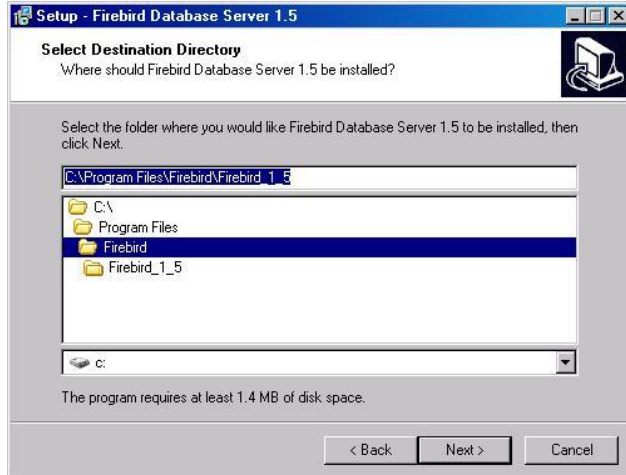 Setup - Firebird Database Server 1.5
Select Destination Directory
Where should Firebird Database Server 1.5 be installed?
Select the folder where you would like Firebird Database Server 1.5 to be installed, then
click Next.
C:\Program Files\Firebird\Firebird_1_5
C:\
Program Files
Firebird
Firebird_1_5
c:
The program requires at least 1.4 MB of disk space.
< Back Next > Cancel